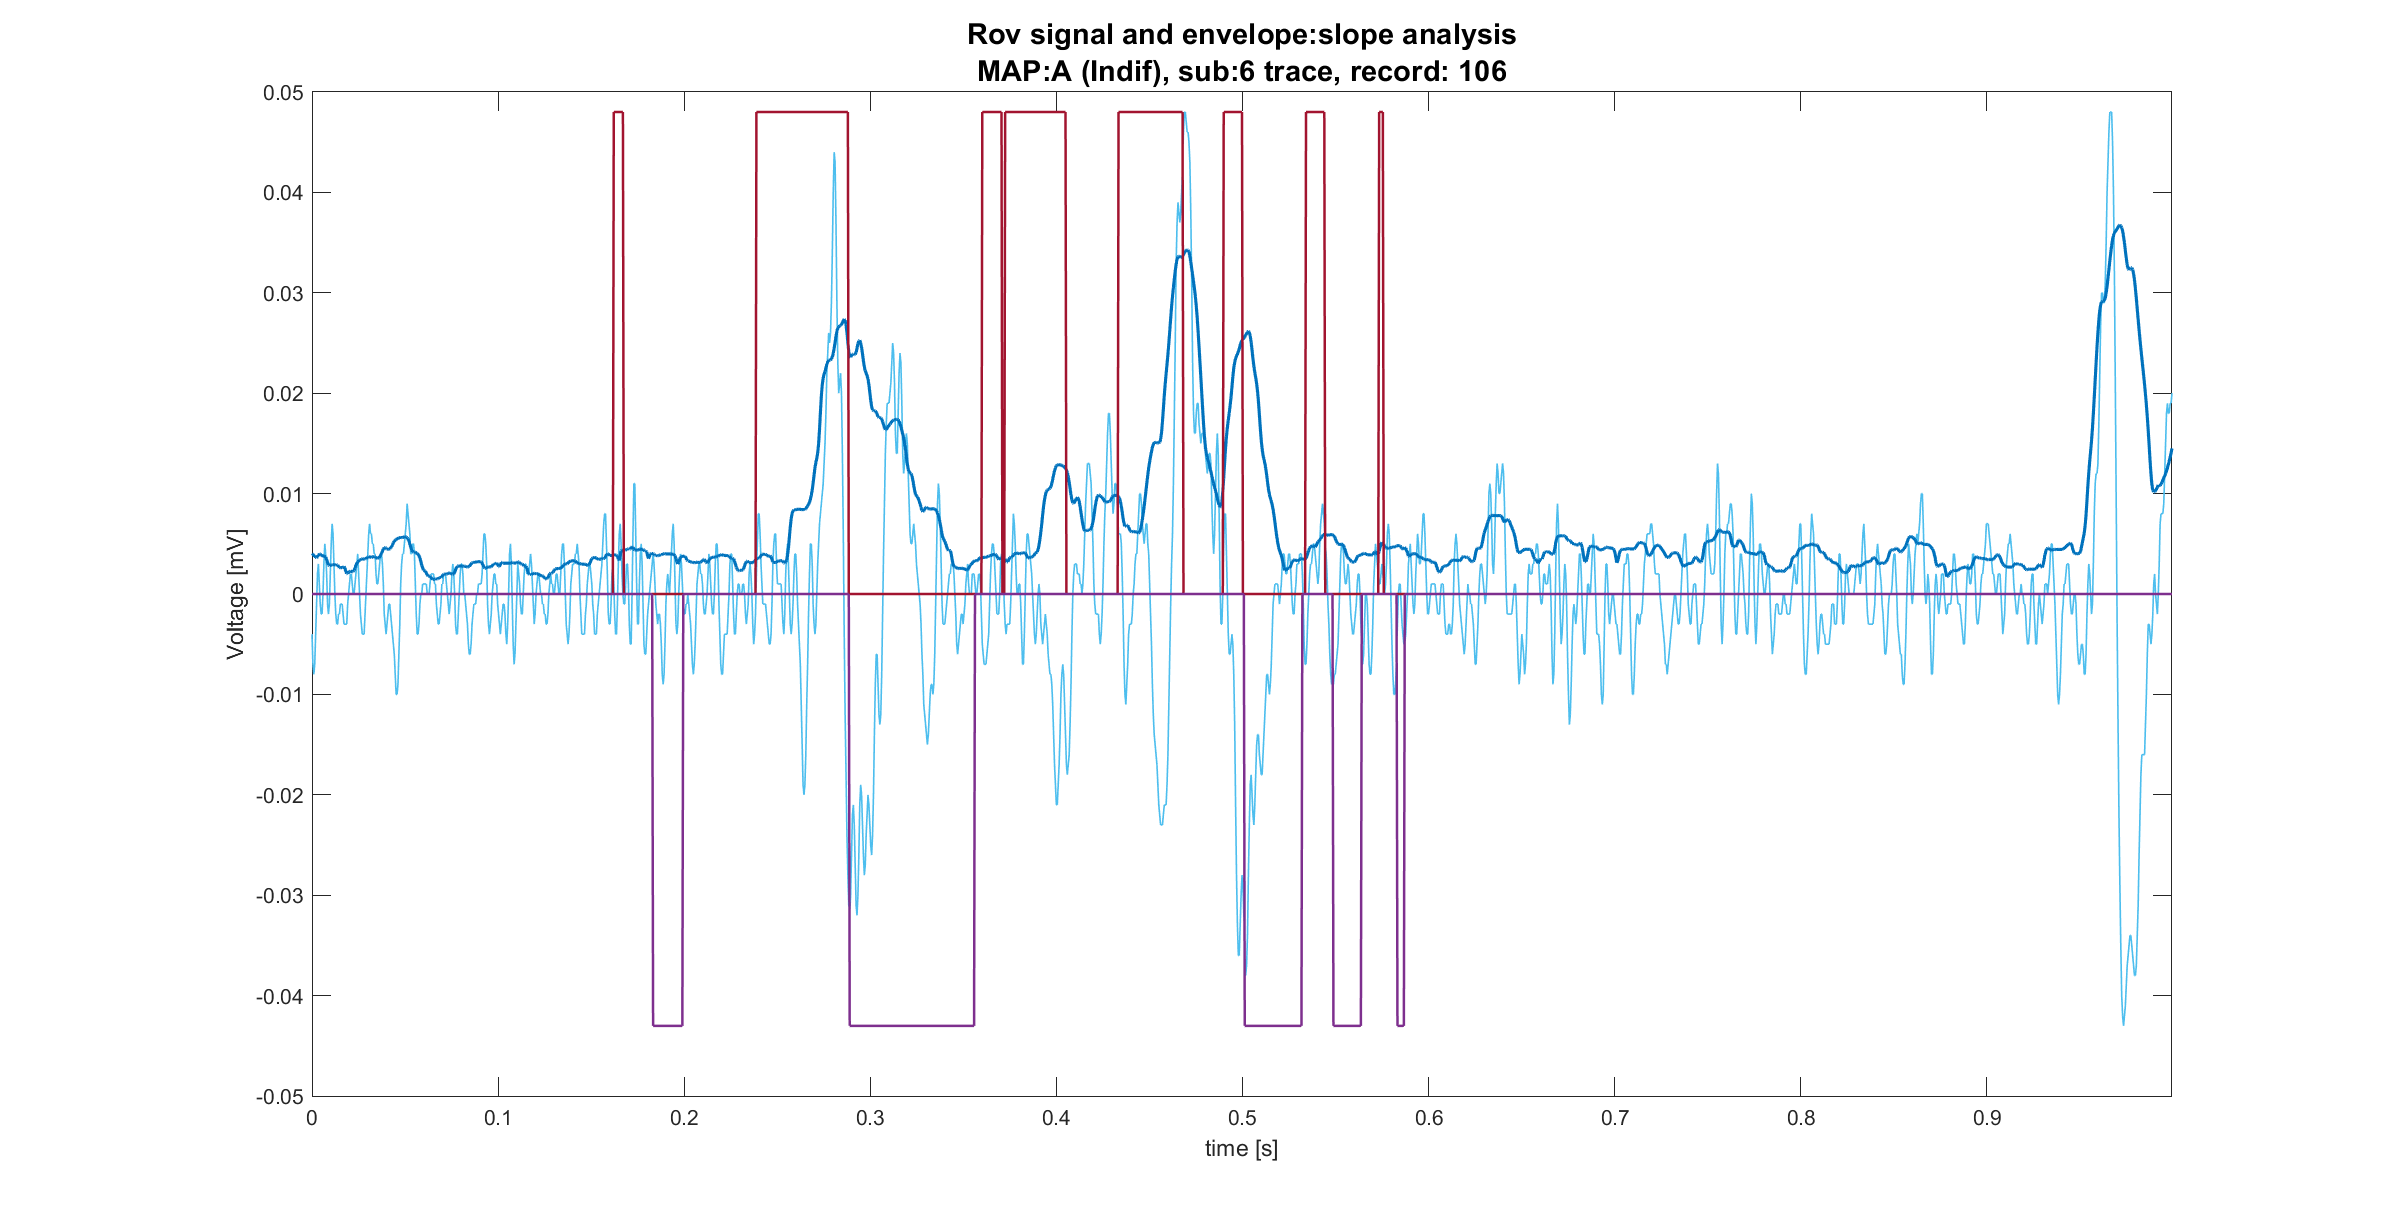 Rov signal and envelope:slope analysis
MAP:A (Indif), sub:6 trace, record: 106
0.05
0.04
0.03
0.02
0.01
0
-0.01
-0.02
-0.03
-0.04
-0.05
Voltage [mV]
0 0.1 0.2 0.3 0.4 0.5 0.6 0.7 0.8 0.9
time [s]